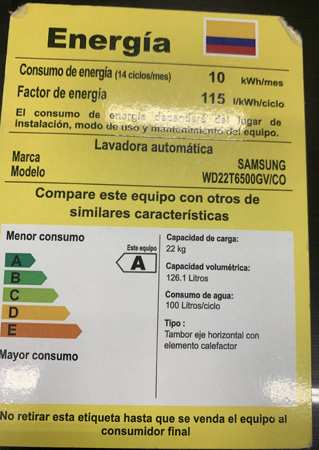 Energía
Consumo de energía (14 ciclos/mes) 10 kWh/mes
Factor de energía 115 l/kWh/ciclo
El consumo de energía dependerá del lugar de
instalación, modo de uso y mantenimiento del equipo.
Lavadora automática
Marca SAMSUNG
Modelo WD22T6500GV/CO
Compare este equipo con otros de
similares características
Menor consumo
Este equipo
A
A
B
C
D
E
Mayor consumo
Capacidad de carga:
22 kg
Capacidad volumétrica:
126.1 Litros
Consumo de agua:
100 Litros/ciclo
Tipo :
Tambor eje horizontal con
elemento calefactor
No retirar esta etiqueta hasta que se venda el equipo al
consumidor final